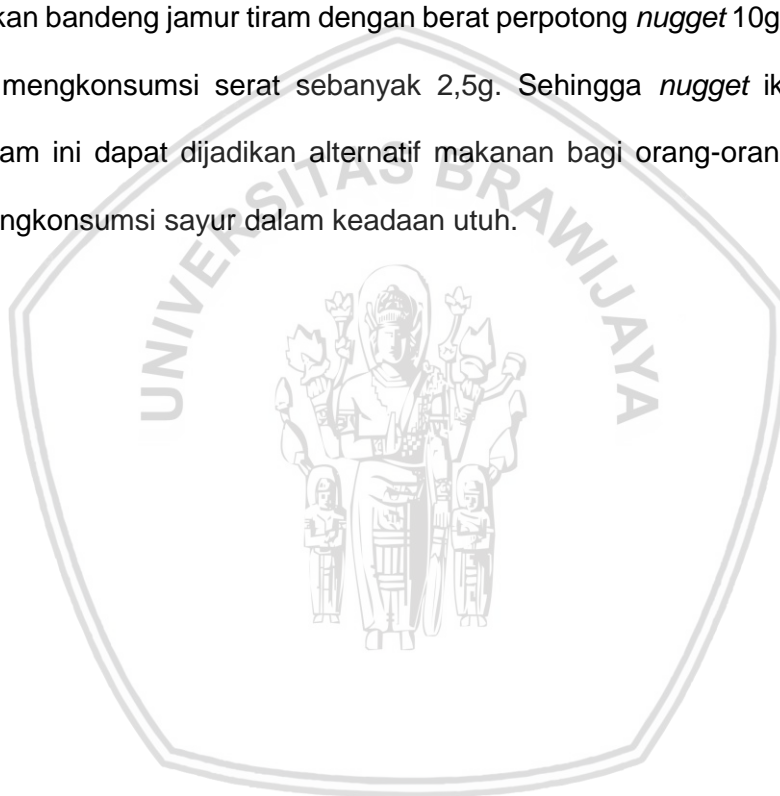 kan bandeng jamur tiram dengan berat perpotong nugget 10g
mengkonsumsi serat sebanyak 2,5g. Sehingga nugget ik
am ini dapat dijadikan alternatif makanan bagi orang-oran
ngkonsumsi sayur dalam keadaan utuh.
UNIVERSITAS BRAWIJAYA